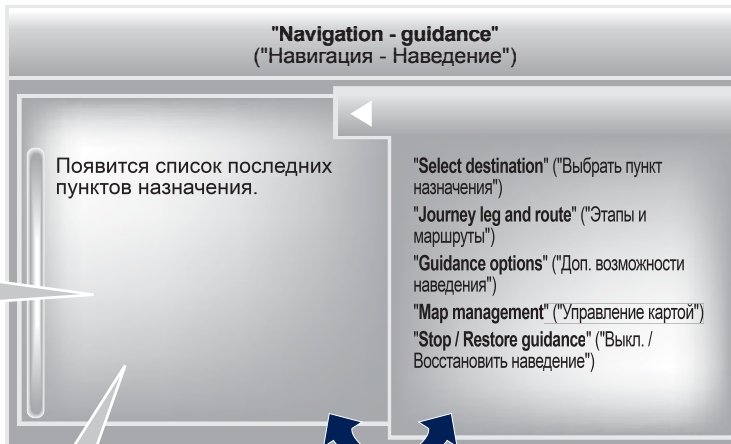 "Navigation - guidance"
("Навигация - Наведение")
Появится список последних
пунктов назначения.
"Select destination" ("Выбрать пункт
назначения")
"Journey leg and route" ("Этапы и
маршруты")
"Guidance options" ("Доп. возможности
наведения")
"Map management" ("Управление картой")
"Stop / Restore guidance" ("Выкл. /
Восстановить наведение")